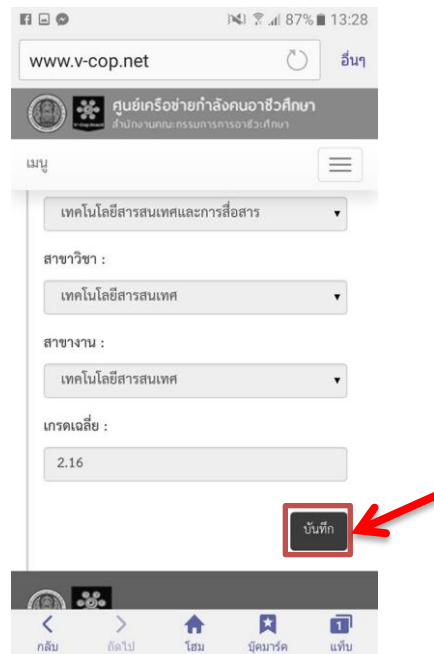 87% 13:28
www.v-cop.net
อื่นๆ
ศูนย์เครือข่ายกำลังคนอาชีวศึกษา
สำนักงานคณะกรรมการการอาชีวะศึกษา
เมนู
เทคโนโลยีสารสนเทศและการสื่อสาร
สาขาวิชา :
เทคโนโลยีสารสนเทศ
สาขางาน :
เทคโนโลยีสารสนเทศ
เกรดเฉลี่ย :
2.16
บันทึก
กลับ ถัดไป โฮม บุ๊คมาร์ค แท็บ
1